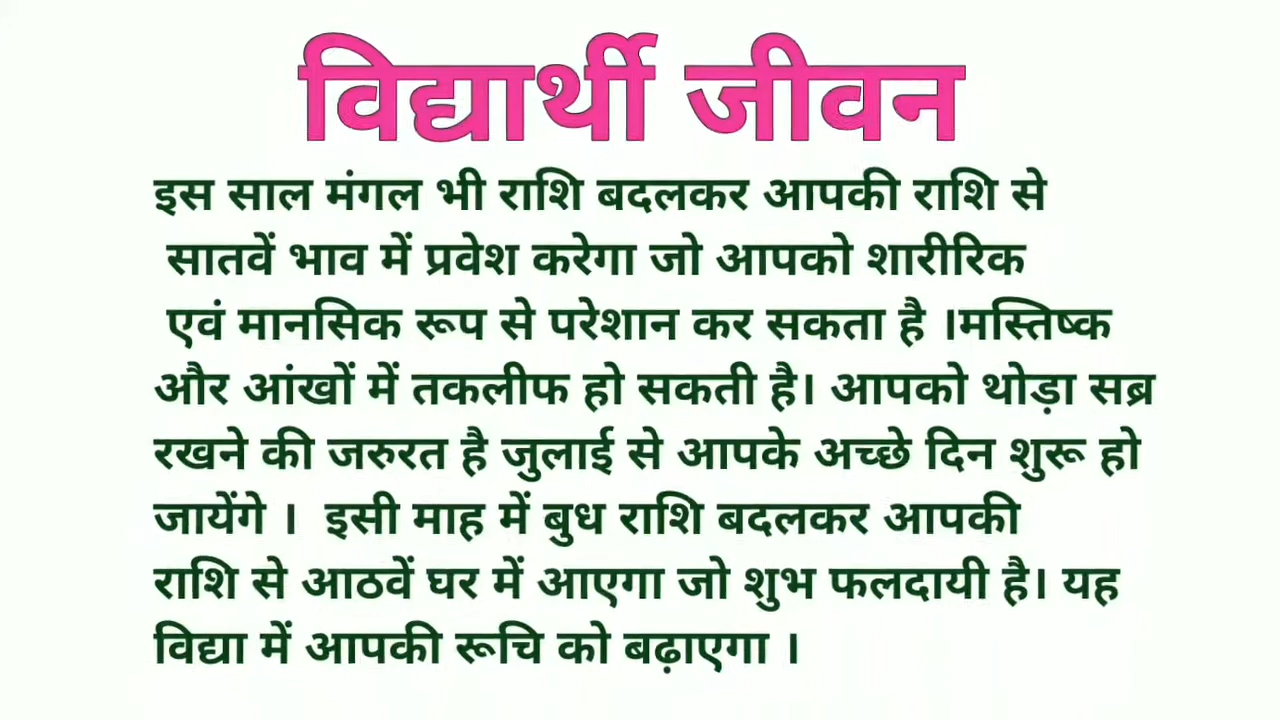 विद्यार्थी जीवन
इस साल मंगल भी राशि बदलकर आपकी राशि से
सातवें भाव में प्रवेश करेगा जो आपको शारीरिक
एवं मानसिक रूप से परेशान कर सकता है ।मस्तिष्क
और आंखों में तकलीफ हो सकती है। आपको थोड़ा सब्र
रखने की जरुरत है जुलाई से आपके अच्छे दिन शुरू हो
जायेंगे । इसी माह में बुध राशि बदलकर आपकी
राशि से आठवें घर में आएगा जो शुभ फलदायी है। यह
विद्या में आपकी रूचि को बढ़ाएगा ।